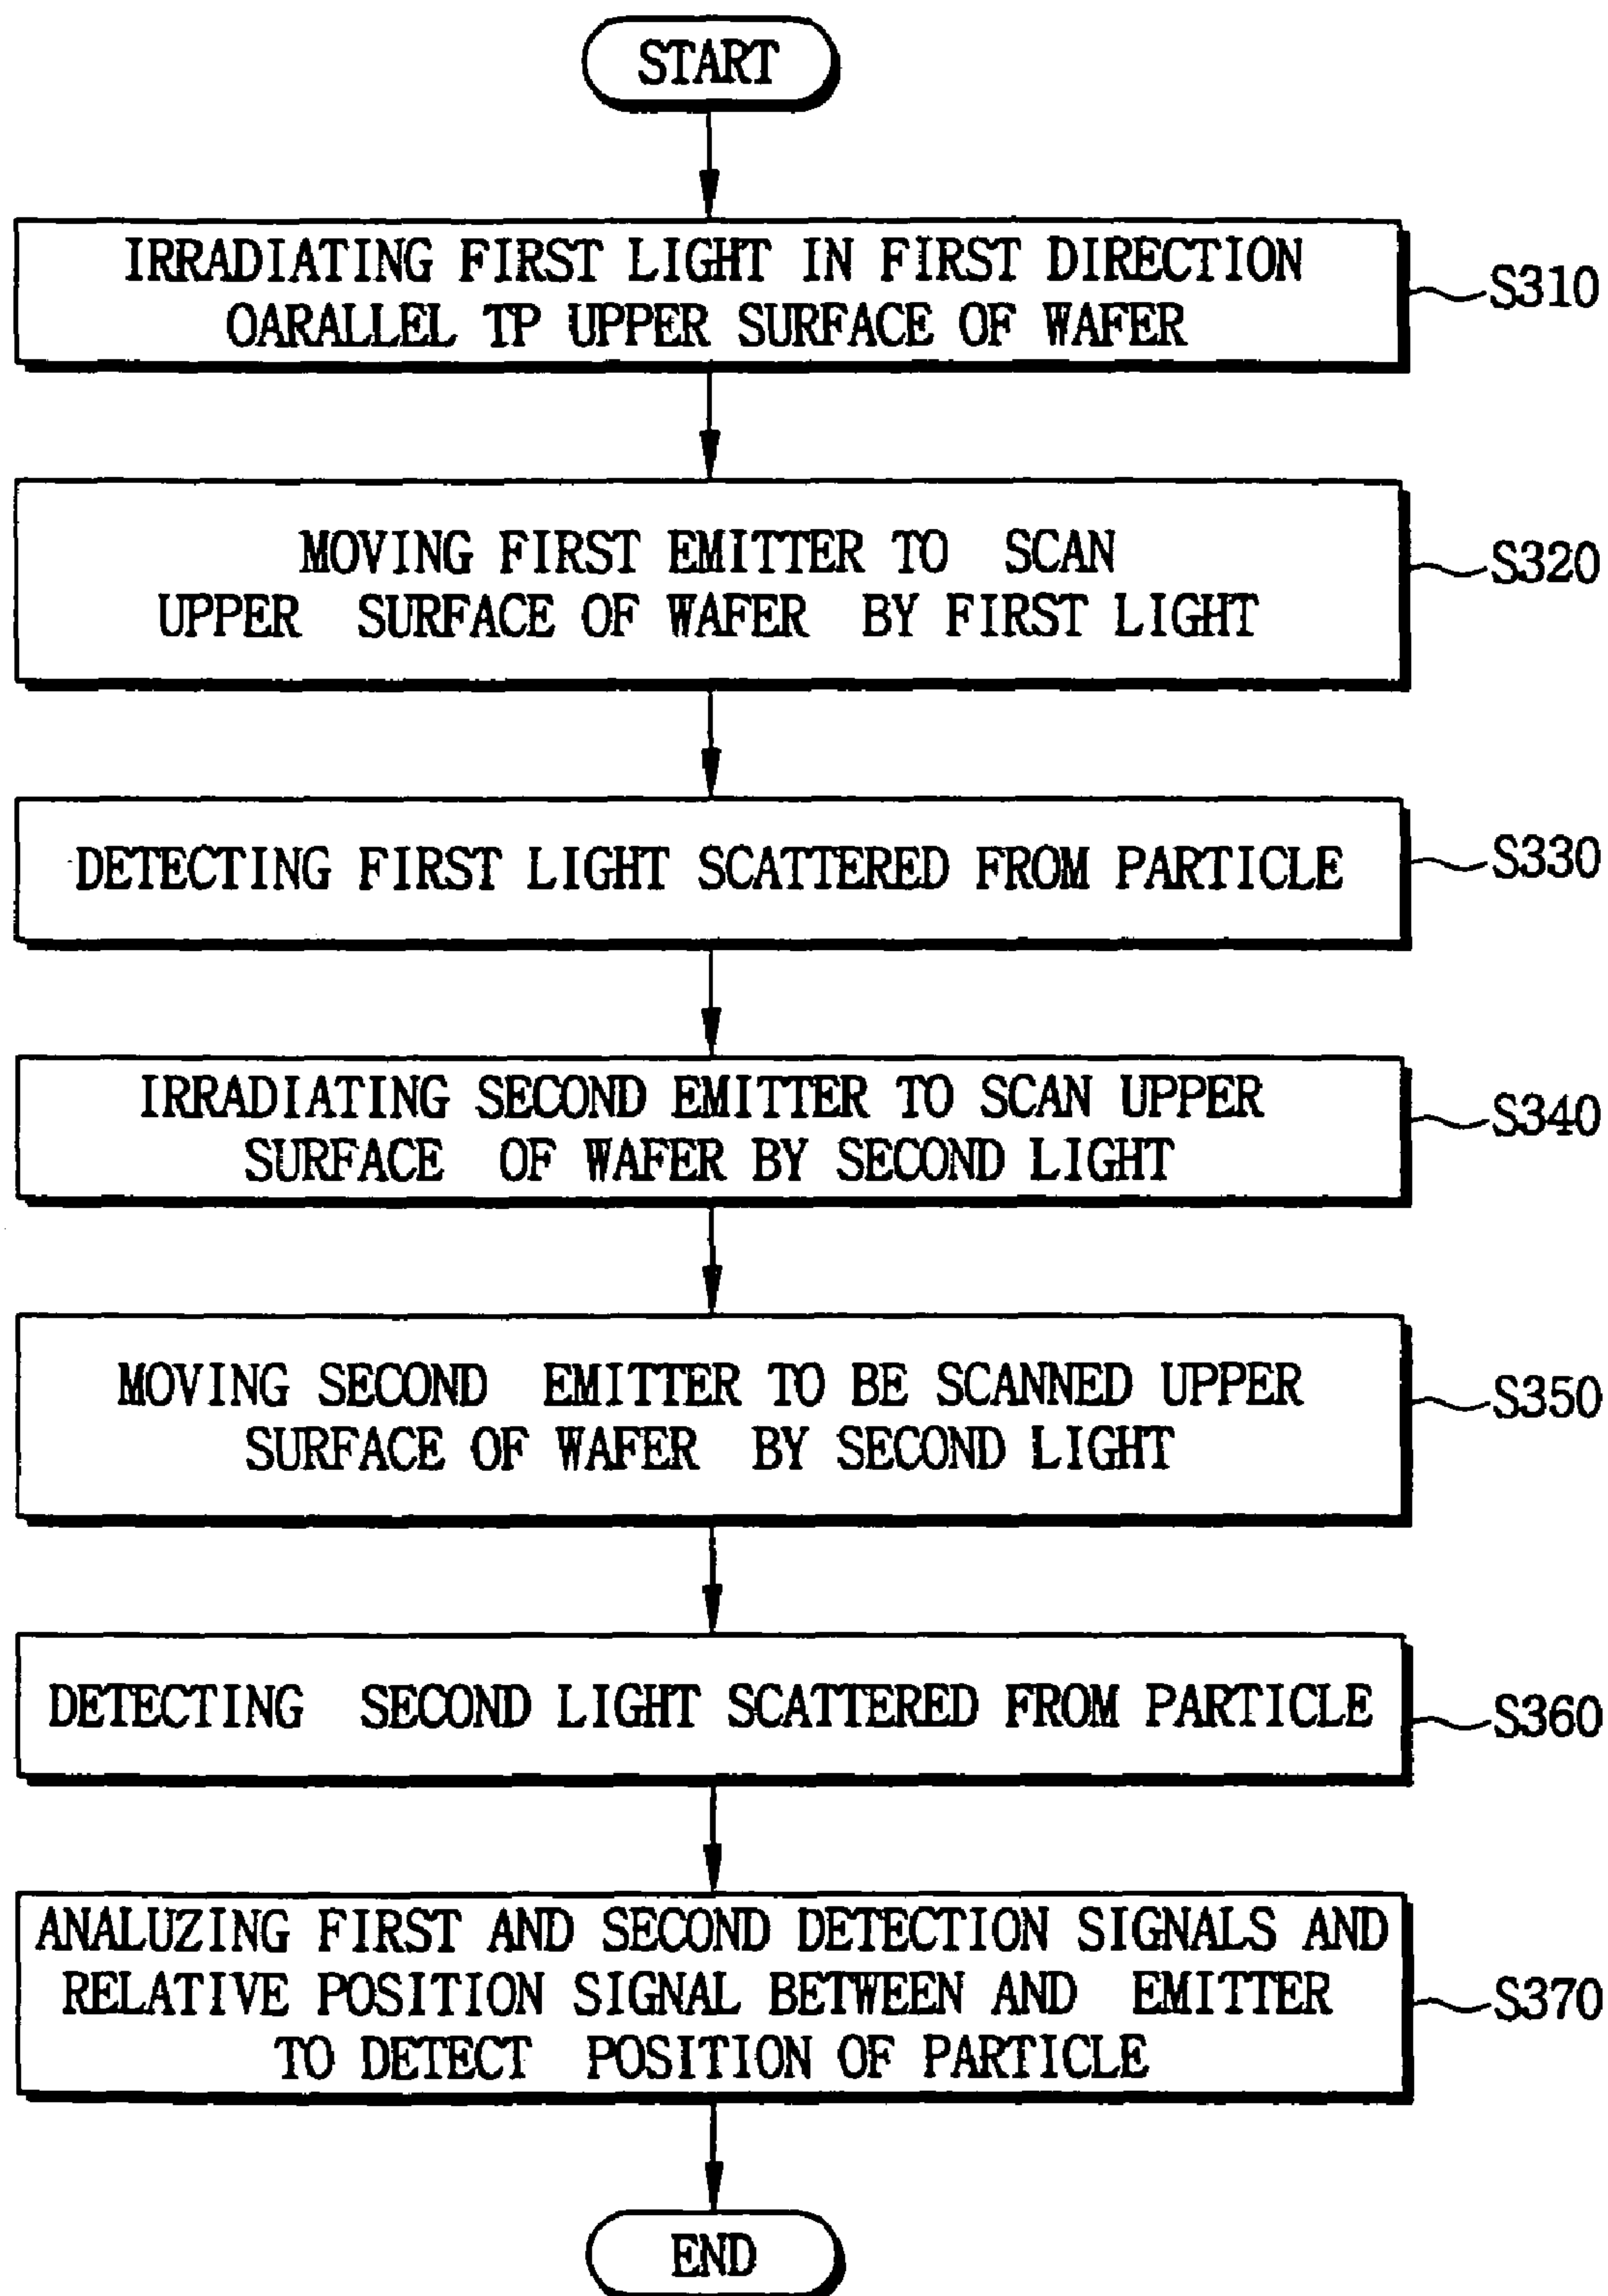 START
IRRADIATING FIRST LIGHT IN FIRST DIRECTION
OARALLEL TP UPPER SURFACE OF WAFER
S310
MOVING FIRST EMITTER TO SCAN
UPPER SURFACE OF WAFER BY FIRST LIGHT
S320
DETECTING FIRST LIGHT SCATTERED FROM PARTICLE
S330
IRRADIATING SECOND EMITTER TO SCAN UPPER
SURFACE OF WAFER BY SECOND LIGHT
S340
MOVING SECOND EMITTER TO BE SCANNED UPPER
SURFACE OF WAFER BY SECOND LIGHT
S350
DETECTING SECOND LIGHT SCATTERED FROM PARTICLE
S360
ANALUZING FIRST AND SECOND DETECTION SIGNALS AND
RELATIVE POSITION SIGNAL BETWEEN AND EMITTER
TO DETECT POSITION OF PARTICLE
S370
END